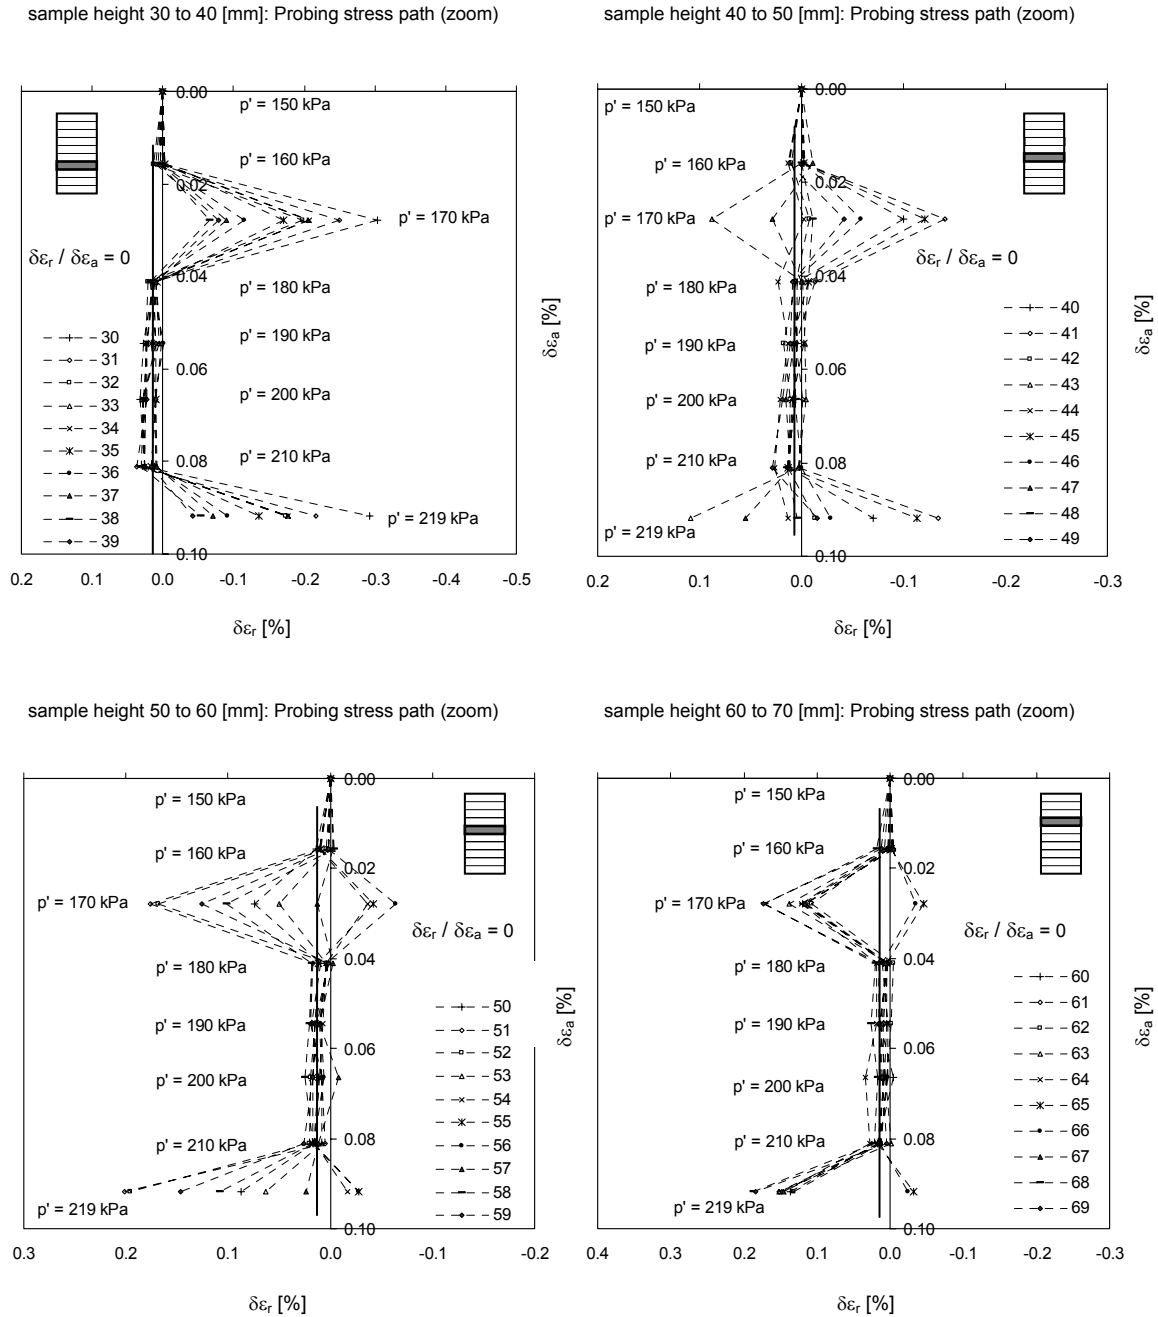 sample height 30 to 40 [mm]: Probing stress path (zoom)
0.00
p' = 150 kPa
p' = 160 kPa
0.02
p' = 170 kPa
δεr / δεa = 0
0.04
p' = 180 kPa
p' = 190 kPa
0.06
p' = 200 kPa
p' = 210 kPa
0.08
p' = 219 kPa
0.10
30
31
32
33
34
35
36
37
38
39
δεa [%]
0.2 0.1 0.0 -0.1 -0.2 -0.3 -0.4 -0.5
δεr [%]
sample height 40 to 50 [mm]: Probing stress path (zoom)
0.00
p' = 150 kPa
p' = 160 kPa
0.02
p' = 170 kPa
δεr / δεa = 0
0.04
p' = 180 kPa
p' = 190 kPa
0.06
p' = 200 kPa
p' = 210 kPa
0.08
p' = 219 kPa
0.10
40
41
42
43
44
45
46
47
48
49
δεa [%]
0.2 0.1 0.0 -0.1 -0.2 -0.3
δεr [%]
sample height 50 to 60 [mm]: Probing stress path (zoom)
0.00
p' = 150 kPa
p' = 160 kPa
0.02
p' = 170 kPa
δεr / δεa = 0
0.04
p' = 180 kPa
p' = 190 kPa
0.06
p' = 200 kPa
p' = 210 kPa
0.08
p' = 219 kPa
0.10
50
51
52
53
54
55
56
57
58
59
δεa [%]
0.3 0.2 0.1 0.0 -0.1 -0.2
δεr [%]
sample height 60 to 70 [mm]: Probing stress path (zoom)
0.00
p' = 150 kPa
p' = 160 kPa
0.02
p' = 170 kPa
δεr / δεa = 0
0.04
p' = 180 kPa
p' = 190 kPa
0.06
p' = 200 kPa
p' = 210 kPa
0.08
p' = 219 kPa
0.10
60
61
62
63
64
65
66
67
68
69
δεa [%]
0.4 0.3 0.2 0.1 0.0 -0.1 -0.2 -0.3
δεr [%]